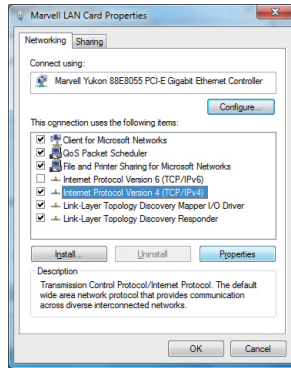 Marvell LAN Card Properties
Networking Sharing
Connect using:
Marvell Yukon 88E8055 PCI-E Gigabit Ethernet Controller
Configure...
This connection uses the following items:
Client for Microsoft Networks
QoS Packet Scheduler
File and Printer Sharing for Microsoft Networks
Internet Protocol Version 6 (TCP/IPv6)
Internet Protocol Version 4 (TCP/IPv4)
Link-Layer Topology Discovery Mapper I/O Driver
Link-Layer Topology Discovery Responder
Install... Uninstall Properties
Description
Transmission Control Protocol/Internet Protocol. The default
wide area network protocol that provides communication
across diverse interconnected networks.
OK Cancel